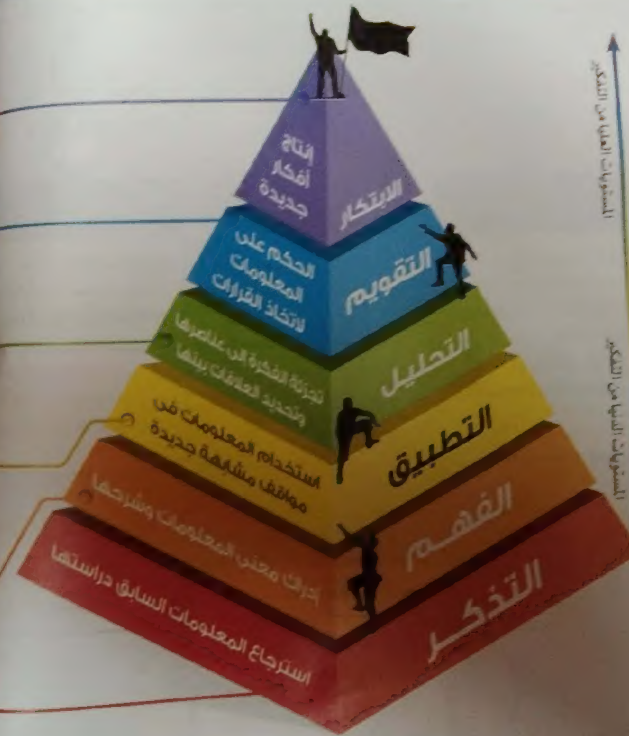 المستويات العليا من التفكير
المستويات الدنيا من التفكير
الابتكار
إنتاج
أفكار
جديدة
التقويم
الحكم على
المعلومات
لاتخاذ القرارات
التحليل
تجزئة الفكرة إلى عناصرها
وتحديد العلاقات بينها
التطبيق
استخدام المعلومات فى
مواقف مشابهة جديدة
الفهم
إدراك معنى المعلومات وشرحها
التذكر
استرجاع المعلومات السابق دراستها